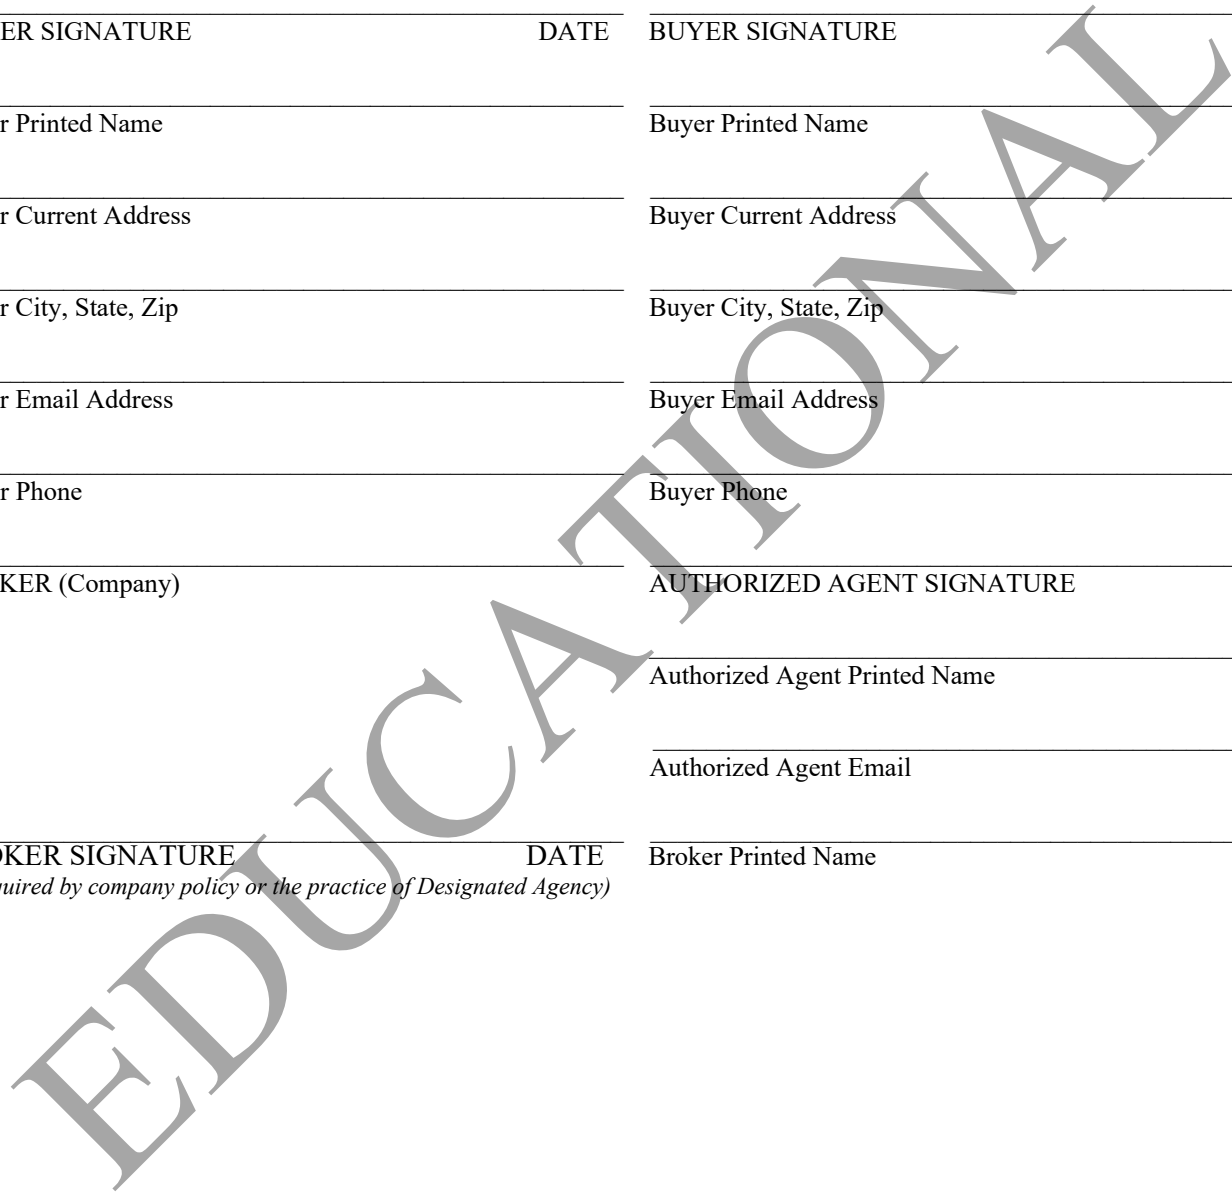 ER SIGNATURE DATE BUYER SIGNATURE
r Printed Name Buyer Printed Name
r Current Address Buyer Current Address
r City, State, Zip Buyer City, State, Zip
r Email Address Buyer Email Address
r Phone Buyer Phone
KER (Company) AUTHORIZED AGENT SIGNATURE
Authorized Agent Printed Name
Authorized Agent Email
OKER SIGNATURE DATE Broker Printed Name
quired by company policy or the practice of Designated Agency)
EDUCATIONAL